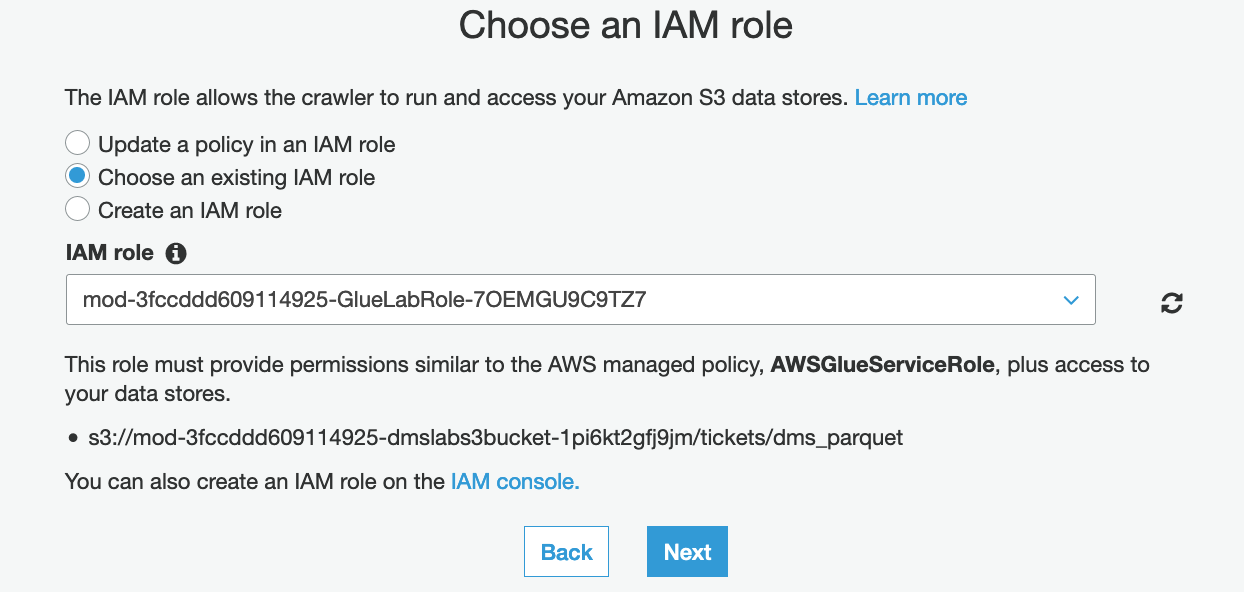 Choose an IAM role
The IAM role allows the crawler to run and access your Amazon S3 data stores. Learn more
Update a policy in an IAM role
Choose an existing IAM role
Create an IAM role
IAM role
mod-3fccddd609114925-GlueLabRole-7OEMGU9C9TZ7
This role must provide permissions similar to the AWS managed policy, AWSGlueServiceRole, plus access to
your data stores.
• s3://mod-3fccddd609114925-dmslabs3bucket-1pi6kt2gfj9jm/tickets/dms_parquet
You can also create an IAM role on the IAM console.
Back Next